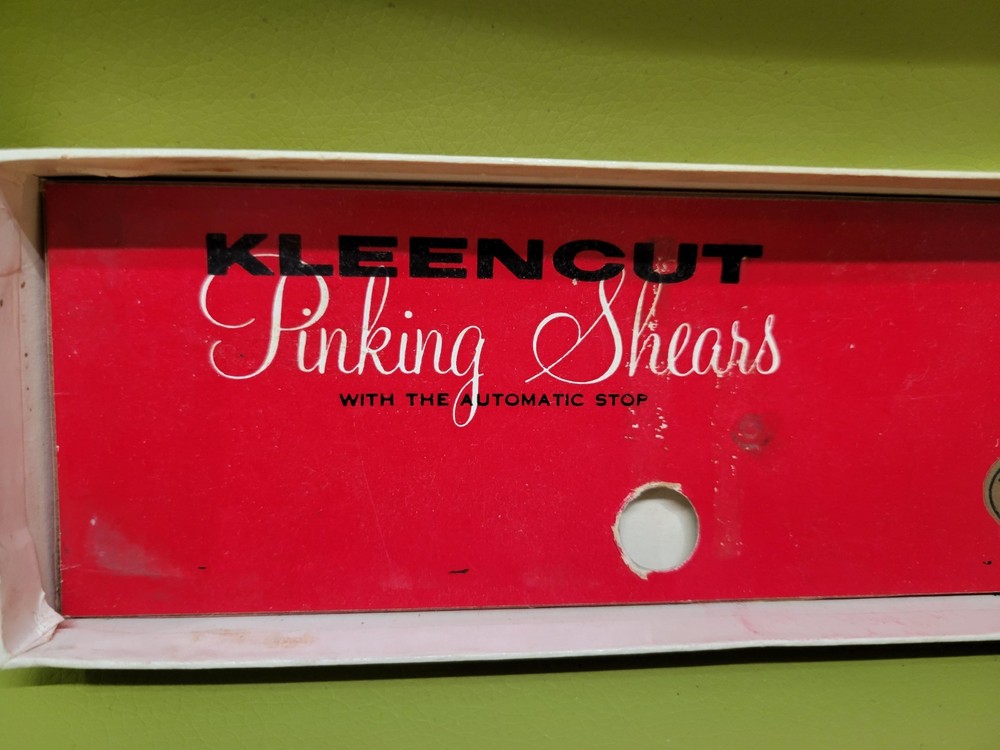 KLEENCUT
Pinking Shears
WITH THE AUTOMATIC STOP